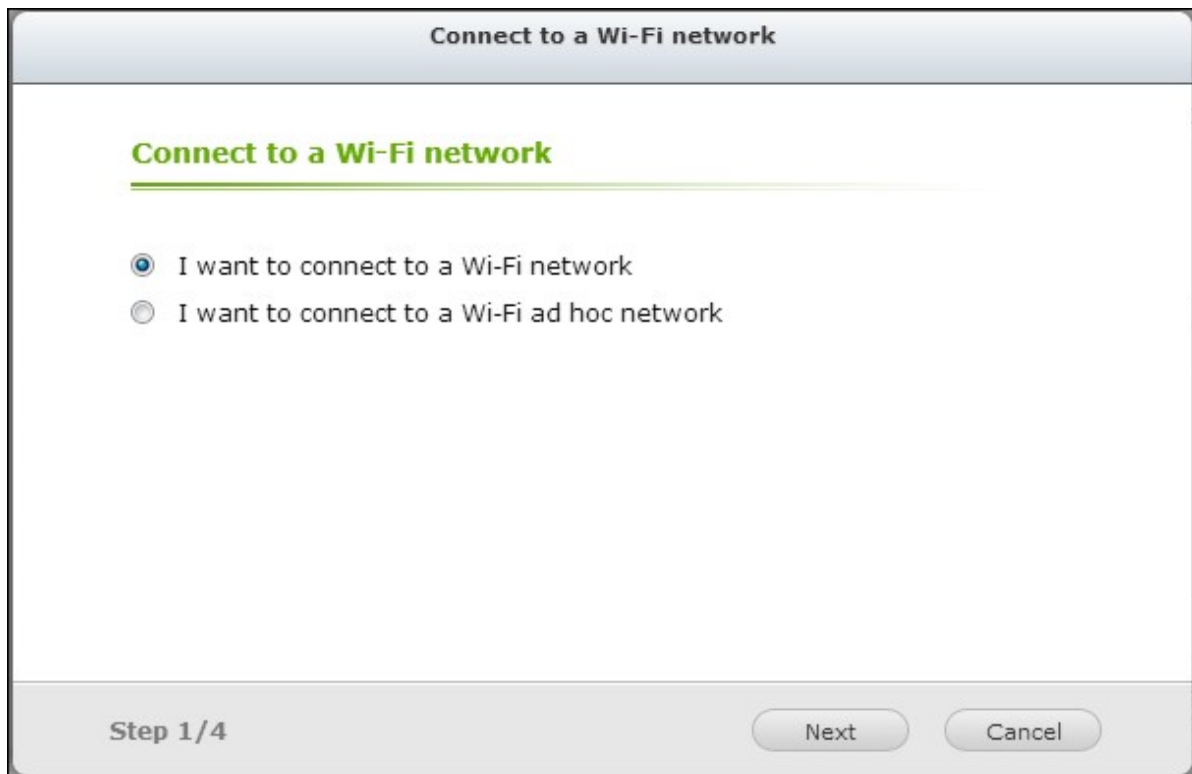 Connect to a Wi-Fi network
Connect to a Wi-Fi network
I want to connect to a Wi-Fi network
I want to connect to a Wi-Fi ad hoc network
Step 1/4
Next
Cancel